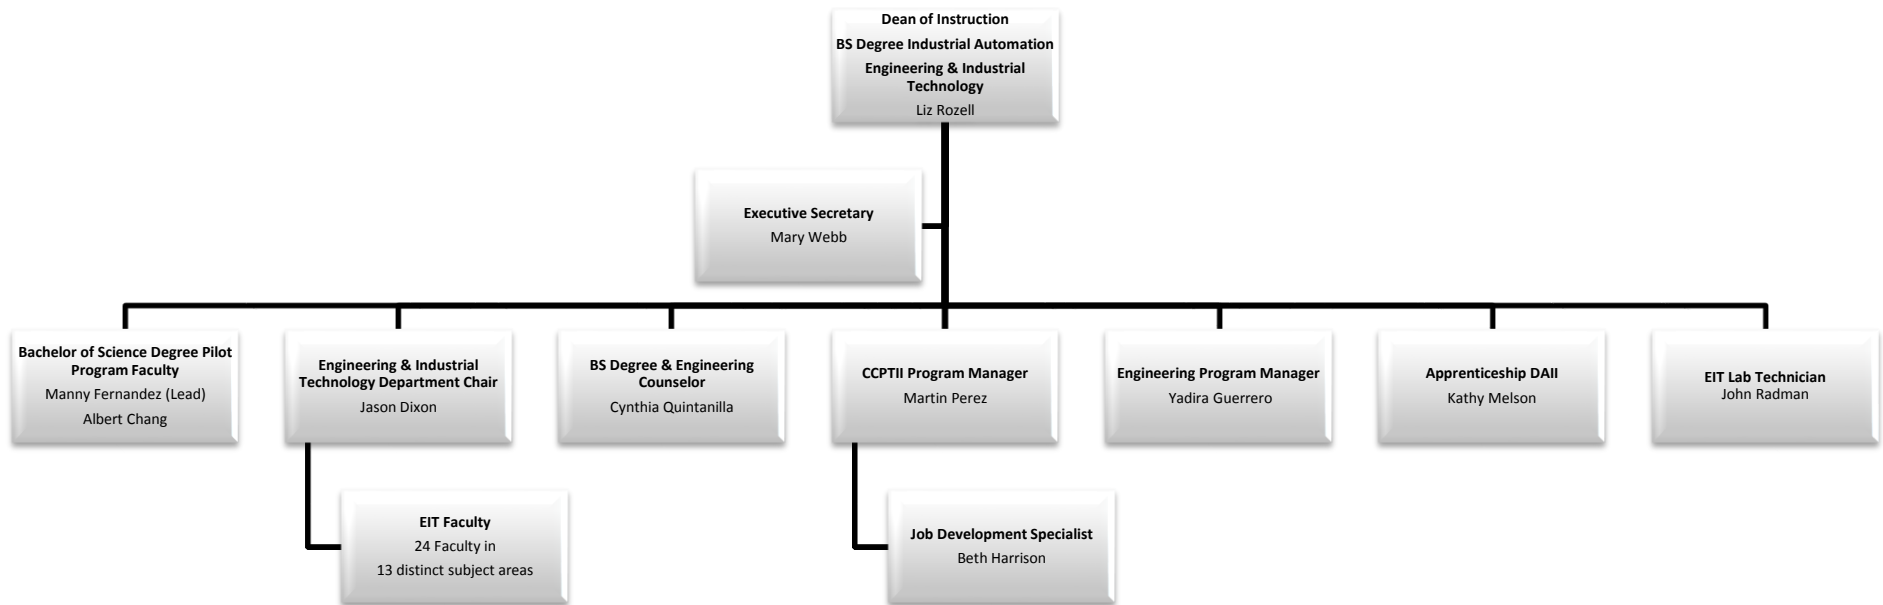 Dean of Instruction
BS Degree Industrial Automation
Engineering & Industrial
Technology
Liz Rozell
Executive Secretary
Mary Webb
Bachelor of Science Degree Pilot
Program Faculty
Manny Fernandez (Lead)
Albert Chang
Engineering & Industrial
Technology Department Chair
Jason Dixon
BS Degree & Engineering
Counselor
Cynthia Quintanilla
CCPTII Program Manager
Martin Perez
Engineering Program Manager
Yadira Guerrero
Apprenticeship DAII
Kathy Melson
EIT Lab Technician
John Radman
EIT Faculty
24 Faculty in
13 distinct subject areas
Job Development Specialist
Beth Harrison